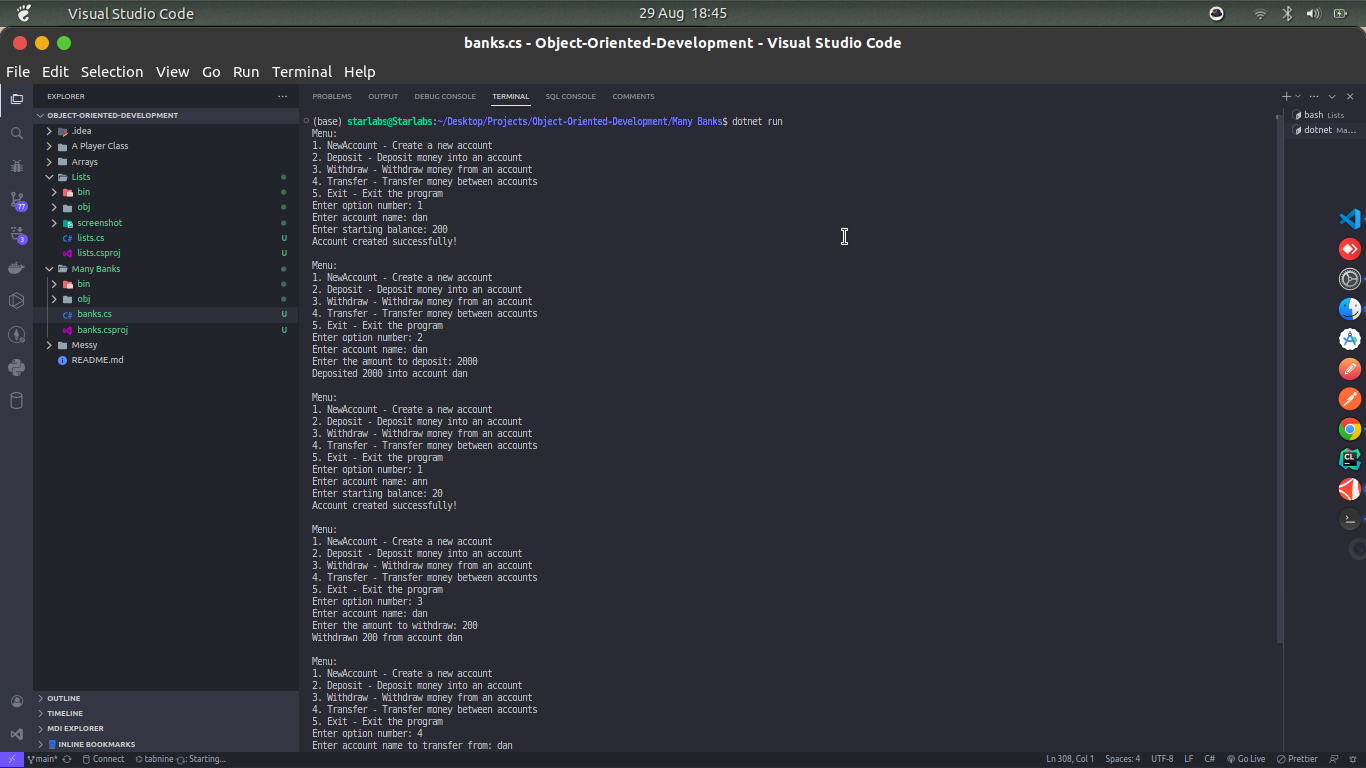 Visual Studio Code
29 Aug 18:45
banks.cs - Object-Oriented-Development - Visual Studio Code
File Edit Selection View Go Run Terminal Help
EXPLORER
OBJECT-ORIENTED-DEVELOPMENT
.idea
A Player Class
Arrays
Lists
bin
obj
screenshot
lists.cs U
lists.csproj U
Many Banks
bin
obj
banks.cs U
banks.csproj U
Messy
README.md
77
3
OUTLINE
TIMELINE
MDI EXPLORER
INLINE BOOKMARKS
PROBLEMS OUTPUT DEBUG CONSOLE TERMINAL SQL CONSOLE COMMENTS
(base) starlabs@Starlabs:~/Desktop/Projects/Object-Oriented-Development/Many Banks$ dotnet run
Menu:
1. NewAccount - Create a new account
2. Deposit - Deposit money into an account
3. Withdraw - Withdraw money from an account
4. Transfer - Transfer money between accounts
5. Exit - Exit the program
Enter option number: 1
Enter account name: dan
Enter starting balance: 200
Account created successfully!
Menu:
1. NewAccount - Create a new account
2. Deposit - Deposit money into an account
3. Withdraw - Withdraw money from an account
4. Transfer - Transfer money between accounts
5. Exit - Exit the program
Enter option number: 2
Enter account name: dan
Enter the amount to deposit: 2000
Deposited 2000 into account dan
Menu:
1. NewAccount - Create a new account
2. Deposit - Deposit money into an account
3. Withdraw - Withdraw money from an account
4. Transfer - Transfer money between accounts
5. Exit - Exit the program
Enter option number: 1
Enter account name: ann
Enter starting balance: 20
Account created successfully!
Menu:
1. NewAccount - Create a new account
2. Deposit - Deposit money into an account
3. Withdraw - Withdraw money from an account
4. Transfer - Transfer money between accounts
5. Exit - Exit the program
Enter option number: 3
Enter account name: dan
Enter the amount to withdraw: 200
Withdrawn 200 from account dan
Menu:
1. NewAccount - Create a new account
2. Deposit - Deposit money into an account
3. Withdraw - Withdraw money from an account
4. Transfer - Transfer money between accounts
5. Exit - Exit the program
Enter option number: 4
Enter account name to transfer from: dan
bash Lists
dotnet Ma...
CL
main* Connect tabnine Starting... Ln 308, Col 1 Spaces: 4 UTF-8 LF C# Go Live Prettier